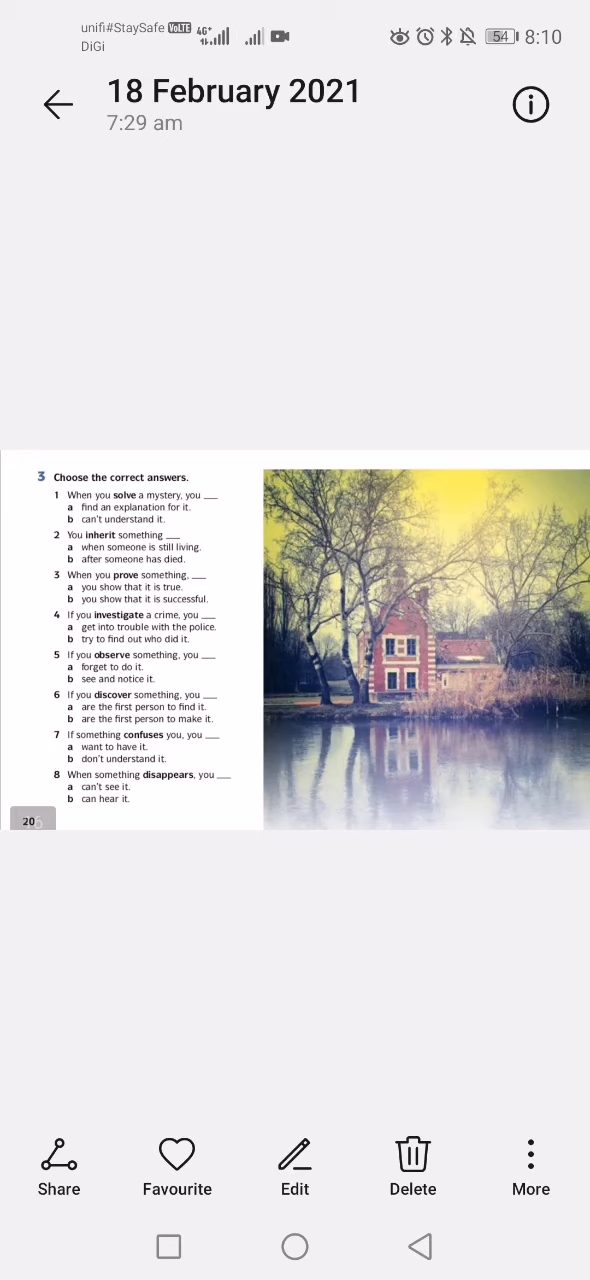 unifi#StaySafe VoLTE 4G+
DiGi
54 8:10
18 February 2021
7:29 am
3 Choose the correct answers.
1 When you solve a mystery, you ___
a find an explanation for it.
b can't understand it.
2 You inherit something ___
a when someone is still living.
b after someone has died.
3 When you prove something, ___
a you show that it is true.
b you show that it is successful.
4 If you investigate a crime, you ___
a get into trouble with the police.
b try to find out who did it.
5 If you observe something, you ___
a forget to do it.
b see and notice it.
6 If you discover something, you ___
a are the first person to find it.
b are the first person to make it.
7 If something confuses you, you ___
a want to have it.
b don't understand it.
8 When something disappears, you ___
a can't see it.
b can hear it.
20
Share Favourite Edit Delete More